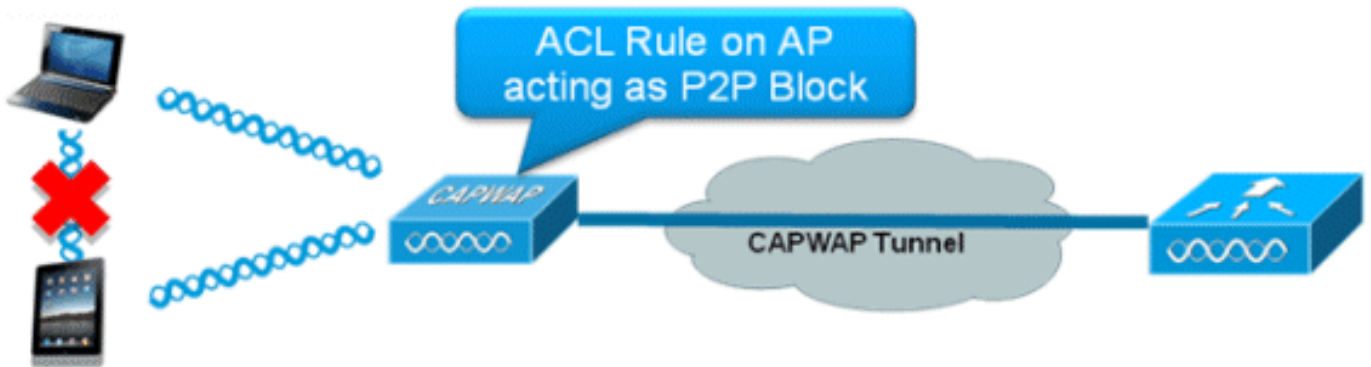 ACL Rule on AP
acting as P2P Block
CAPWAP
CAPWAP Tunnel